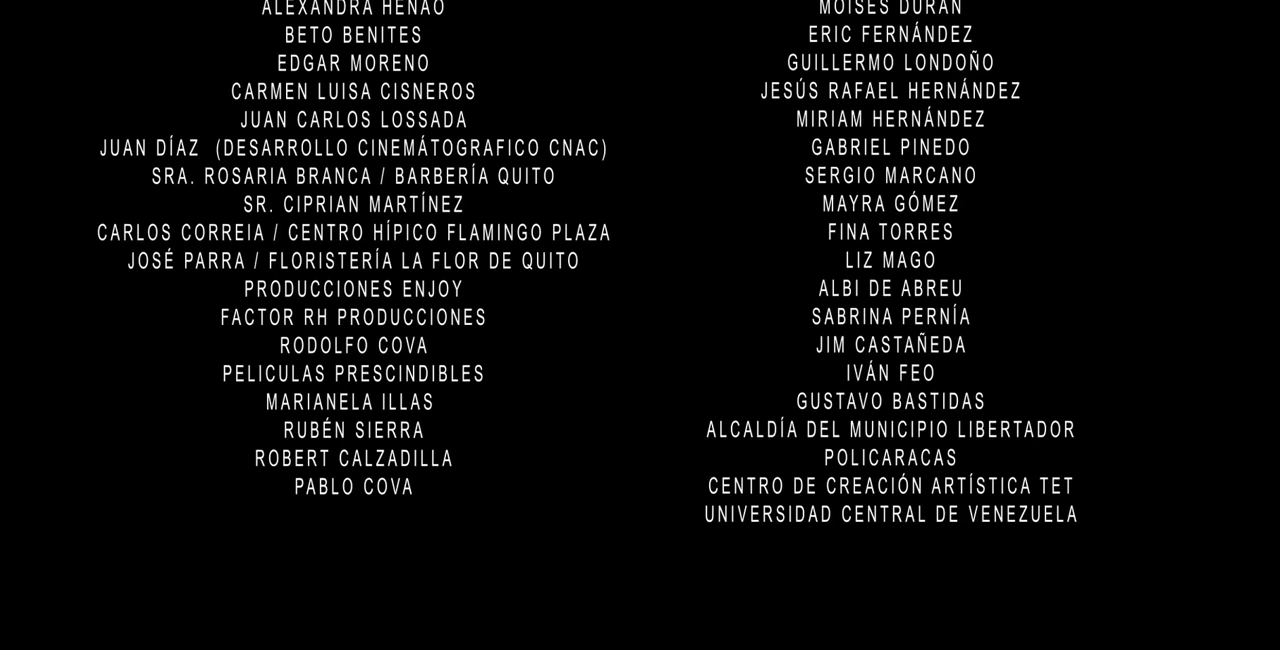 ALEXANDRA HENAO
BETO BENITES
EDGAR MORENO
CARMEN LUISA CISNEROS
JUAN CARLOS LOSSADA
JUAN DÍAZ  (DESARROLLO CINEMÁTOGRAFICO CNAC)
SRA. ROSARIA BRANCA / BARBERÍA QUITO
SR. CIPRIAN MARTÍNEZ
CARLOS CORREIA / CENTRO HÍPICO FLAMINGO PLAZA
JOSÉ PARRA / FLORISTERÍA LA FLOR DE QUITO
PRODUCCIONES ENJOY
FACTOR RH PRODUCCIONES
RODOLFO COVA
PELICULAS PRESCINDIBLES
MARIANELA ILLAS
RUBÉN SIERRA
ROBERT CALZADILLA
PABLO COVA
MOISES DURAN
ERIC FERNÁNDEZ
GUILLERMO LONDOÑO
JESÚS RAFAEL HERNÁNDEZ
MIRIAM HERNÁNDEZ
GABRIEL PINEDO
SERGIO MARCANO
MAYRA GÓMEZ
FINA TORRES
LIZ MAGO
ALBI DE ABREU
SABRINA PERNÍA
JIM CASTAÑEDA
IVÁN FEO
GUSTAVO BASTIDAS
ALCALDÍA DEL MUNICIPIO LIBERTADOR
POLICARACAS
CENTRO DE CREACIÓN ARTÍSTICA TET
UNIVERSIDAD CENTRAL DE VENEZUELA